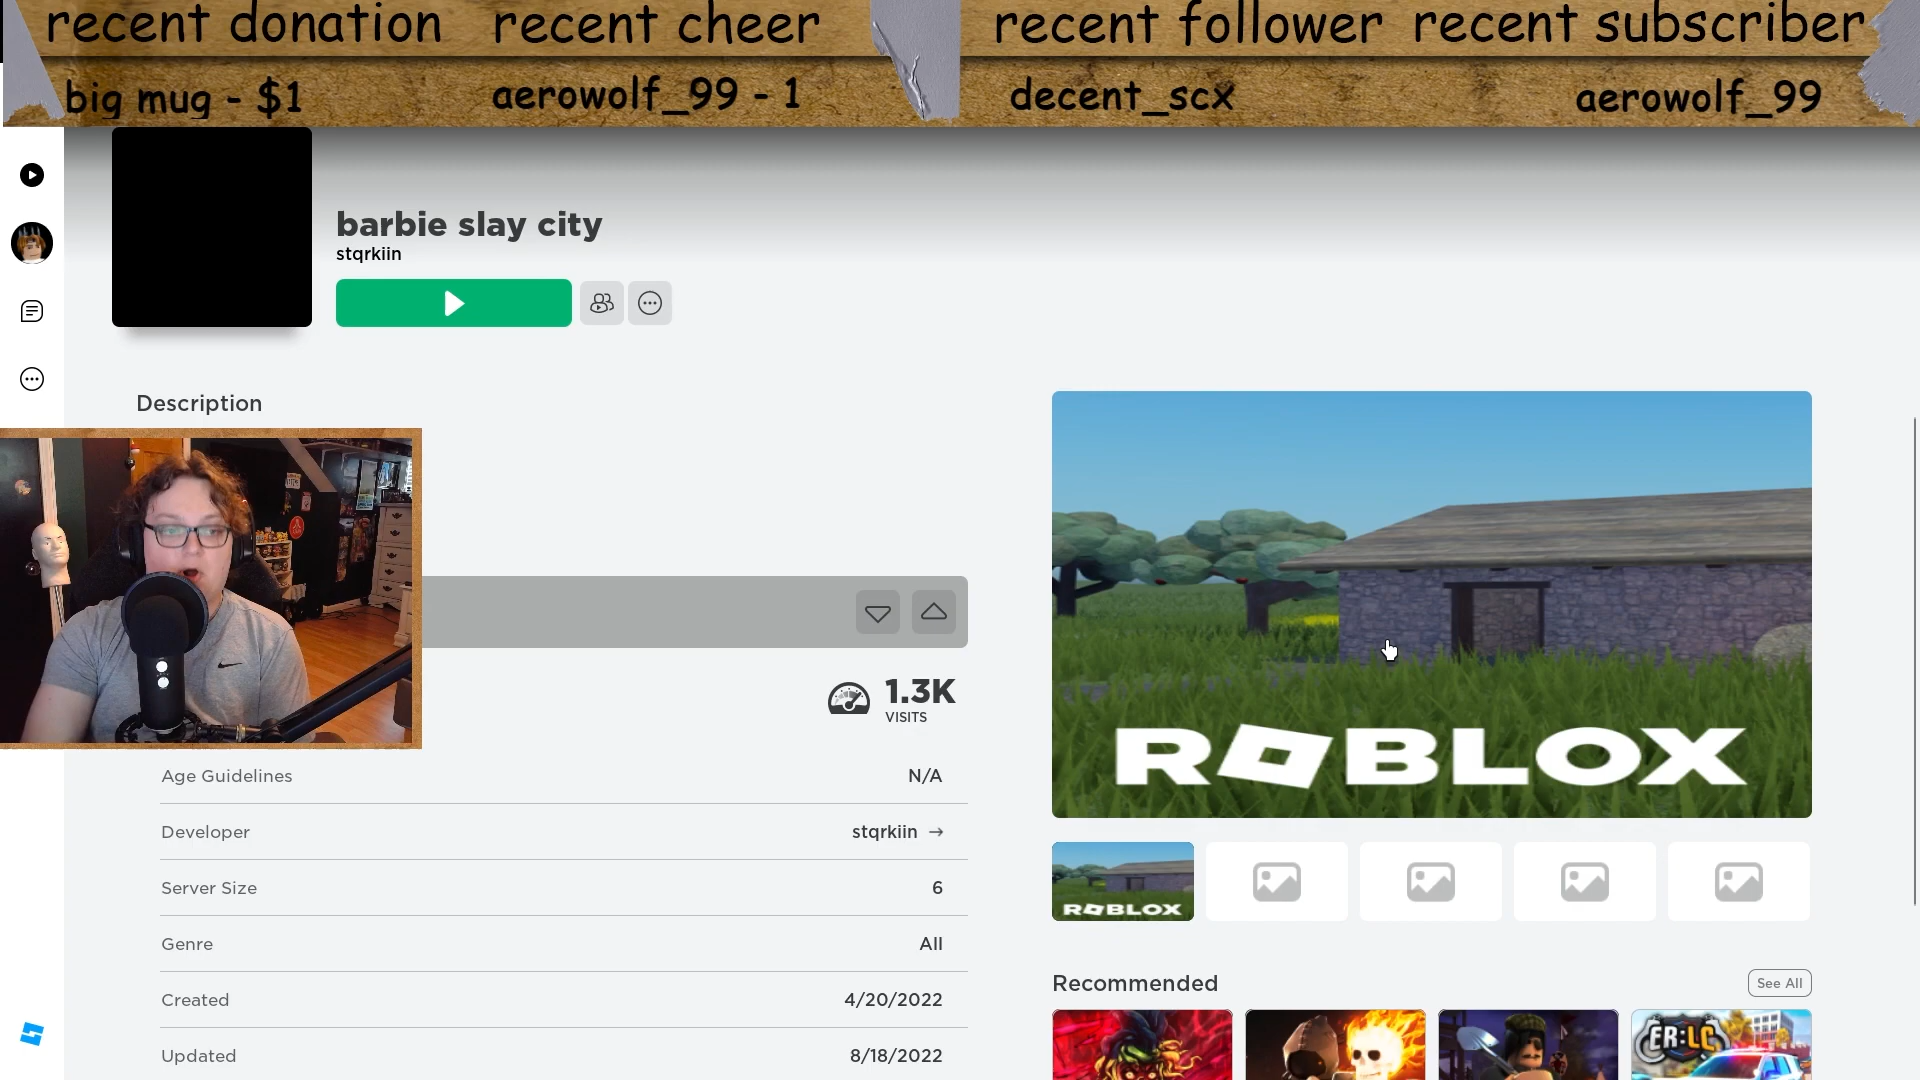 recent donation recent cheer recent follower recent subscriber
big mug - $1 aerowolf_99 - 1 decent_scx aerowolf_99
barbie slay city
stqrkiin
Description
1.3K
VISITS
Age Guidelines N/A
Developer stqrkiin →
Server Size 6
Genre All
Created 4/20/2022
Updated 8/18/2022
ROBLOX
ROBLOX
Recommended See All
ER:LC